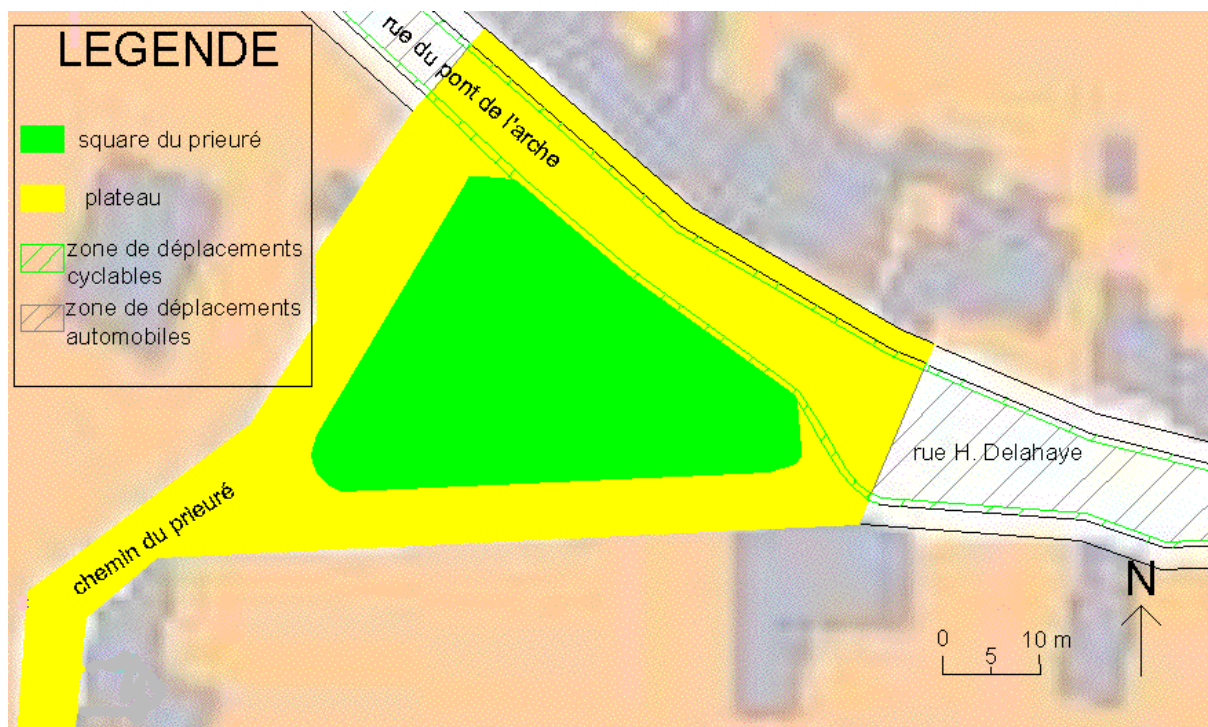 LEGENDE
square du prieuré
plateau
zone de déplacements
cyclables
zone de déplacements
automobiles
rue du pont de l'arche
rue H. Delahaye
chemin du prieuré
N
0 10 m
5